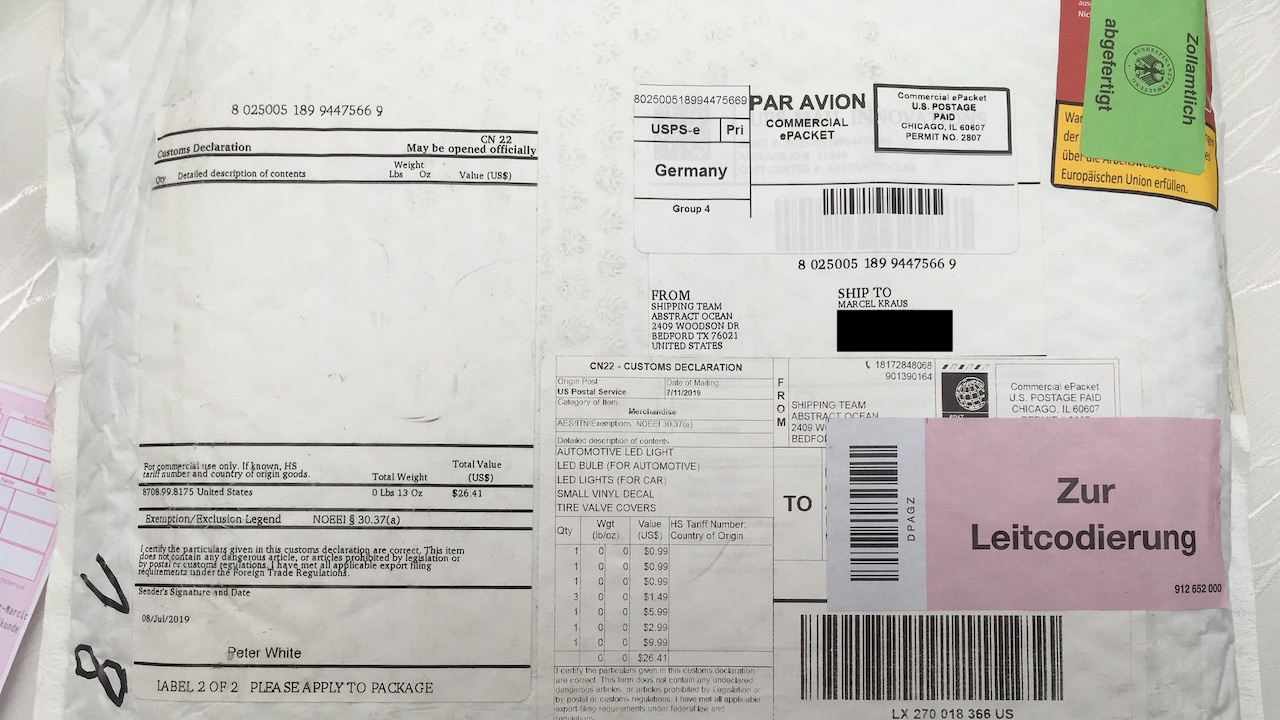 8 025005 189 9447566 9
Customs Declaration
CN 22
May be opened officially
Qty Detailed description of contents
Weight
Lbs Oz
Value (US$)
For commercial use only. If known, HS
tariff number and country of origin goods.
Total Weight
Total Value
(US$)
8708.99.8175 United States
0 Lbs 13 Oz
$26.41
Exemption/Exclusion Legend NOEEI § 30.37(a)
I certify the particulars given in this customs declaration are correct. This item
does not contain any dangerous article, or articles prohibited by legislation or
by postal or customs regulations. I have met all applicable export filing
requirements under the Foreign Trade Regulations.
Sender's Signature and Date
08/Jul/2019
Peter White
LABEL 2 OF 2 PLEASE APPLY TO PACKAGE
8 U
802500518994475669
USPS-e Pri
Germany
Group 4
PAR AVION
COMMERCIAL
ePACKET
Commercial ePacket
U.S. POSTAGE
PAID
CHICAGO, IL 60607
PERMIT NO. 2807
8 025005 189 9447566 9
FROM
SHIPPING TEAM
ABSTRACT OCEAN
2409 WOODSON DR
BEDFORD TX 76021
UNITED STATES
SHIP TO
MARCEL KRAUS
CN22 - CUSTOMS DECLARATION
Origin Post
US Postal Service
Date of Mailing:
7/11/2019
Category of Item:
Merchandise
AES/ITN/Exemptions: NOEEI 30.37(a)
Detailed description of contents
AUTOMOTIVE LED LIGHT
LED BULB (FOR AUTOMOTIVE)
LED LIGHTS (FOR CAR)
SMALL VINYL DECAL
TIRE VALVE COVERS
Qty
Wgt
(lb/oz)
Value
(US$)
HS Tariff Number;
Country of Origin
1 0 0 $0.99
1 0 0 $0.99
1 0 0 $0.99
3 0 0 $1.49
1 0 0 $5.99
1 0 0 $2.99
1 0 0 $9.99
0 0 $26.41
I certify the particulars given in this customs declaration
are correct. This form does not contain any undeclared
dangerous articles, or articles prohibited by Legislation or
by postal or customs regulations. I have met all applicable
export filing requirements under federal law and
regulations.
FROM
18172848068
901390164
SHIPPING TEAM
ABSTRACT OCEAN
2409 W
BEDFO
Commercial ePacket
U.S. POSTAGE PAID
CHICAGO, IL 60607
TO
DPAGZ
Zur
Leitcodierung
912 652 000
LX 270 018 366 US
Zollamtlich
abgefertigt
BUNDESFINANZVERWALTUNG
Nic
War
der
über die Arbeitsweise der
Europäischen Union erfüllen.